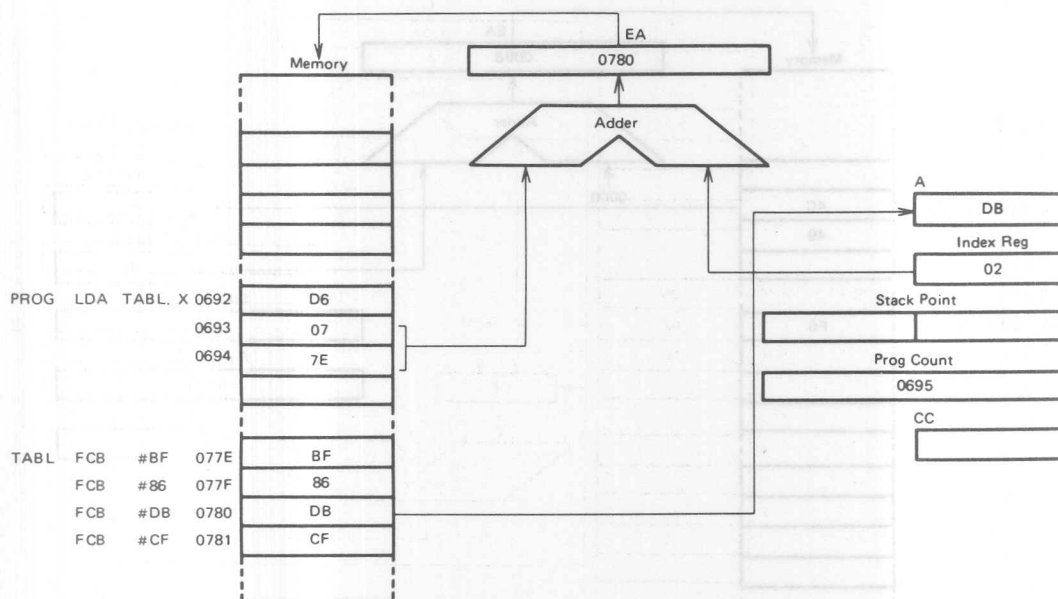 EA
0780
Memory
Adder
A
DB
Index Reg
02
PROG LDA TABL. X 0692 D6
0693 07
0694 7E
Stack Point
Prog Count
0695
CC
TABL FCB #BF 077E BF
FCB #86 077F 86
FCB #DB 0780 DB
FCB #CF 0781 CF